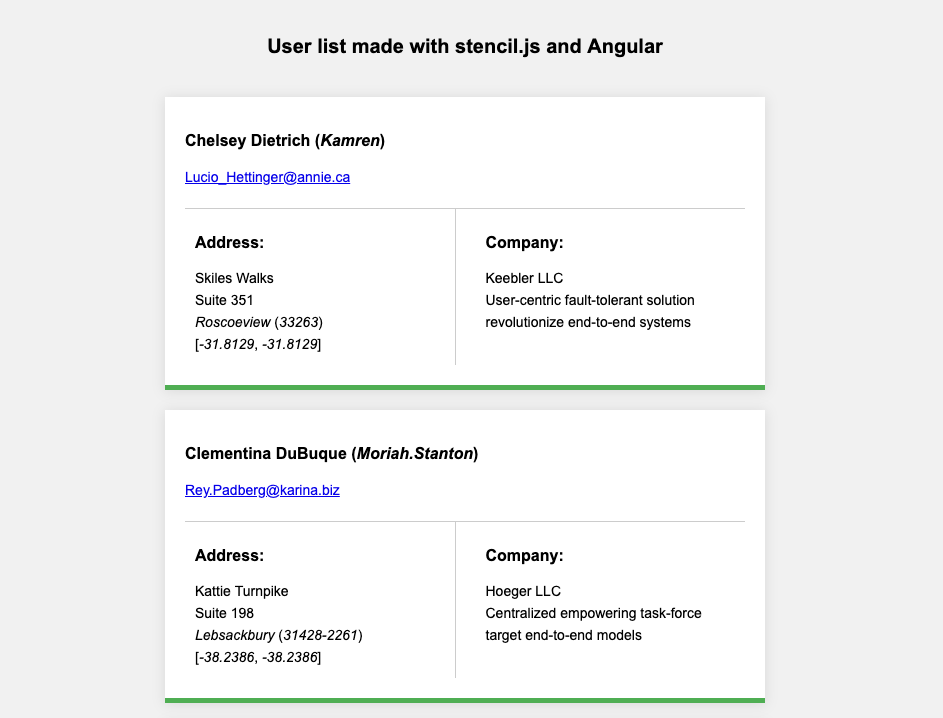 User list made with stencil.js and Angular
Chelsey Dietrich (Kamren)
Lucio_Hettinger@annie.ca
Address:
Skiles Walks
Suite 351
Roscoeview (33263)
[-31.8129, -31.8129]
Company:
Keebler LLC
User-centric fault-tolerant solution
revolutionize end-to-end systems
Clementina DuBuque (Moriah.Stanton)
Rey.Padberg@karina.biz
Address:
Kattie Turnpike
Suite 198
Lebsackbury (31428-2261)
[-38.2386, -38.2386]
Company:
Hoeger LLC
Centralized empowering task-force
target end-to-end models